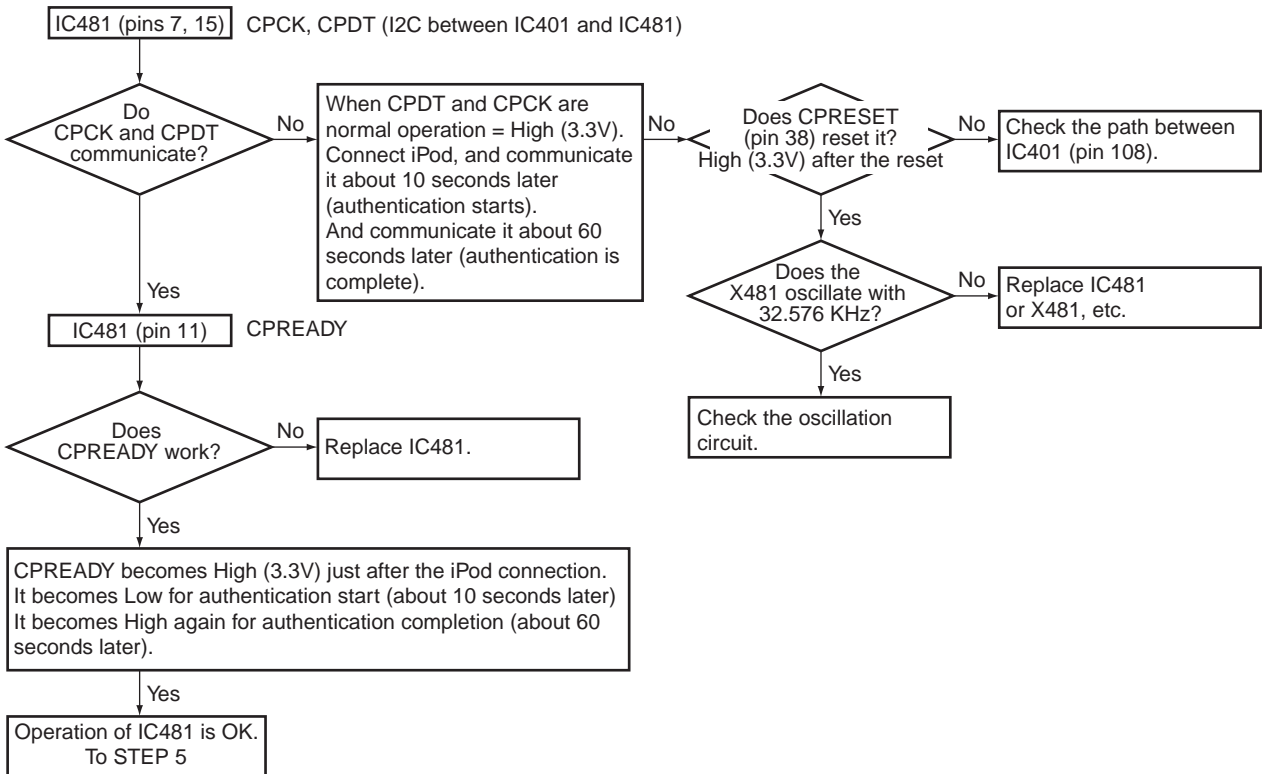 IC481 (pins 7, 15)
CPCK, CPDT (I2C between IC401 and IC481)
Do
CPCK and CPDT
communicate?
No
When CPDT and CPCK are
normal operation = High (3.3V).
Connect iPod, and communicate
it about 10 seconds later
(authentication starts).
And communicate it about 60
seconds later (authentication is
complete).
No
Does CPRESET
(pin 38) reset it?
High (3.3V) after the reset
No
Check the path between
IC401 (pin 108).
Yes
Does the
X481 oscillate with
32.576 KHz?
No
Replace IC481
or X481, etc.
Yes
Check the oscillation
circuit.
Yes
IC481 (pin 11)
CPREADY
Does
CPREADY work?
No
Replace IC481.
Yes
CPREADY becomes High (3.3V) just after the iPod connection.
It becomes Low for authentication start (about 10 seconds later)
It becomes High again for authentication completion (about 60
seconds later).
Yes
Operation of IC481 is OK.
To STEP 5